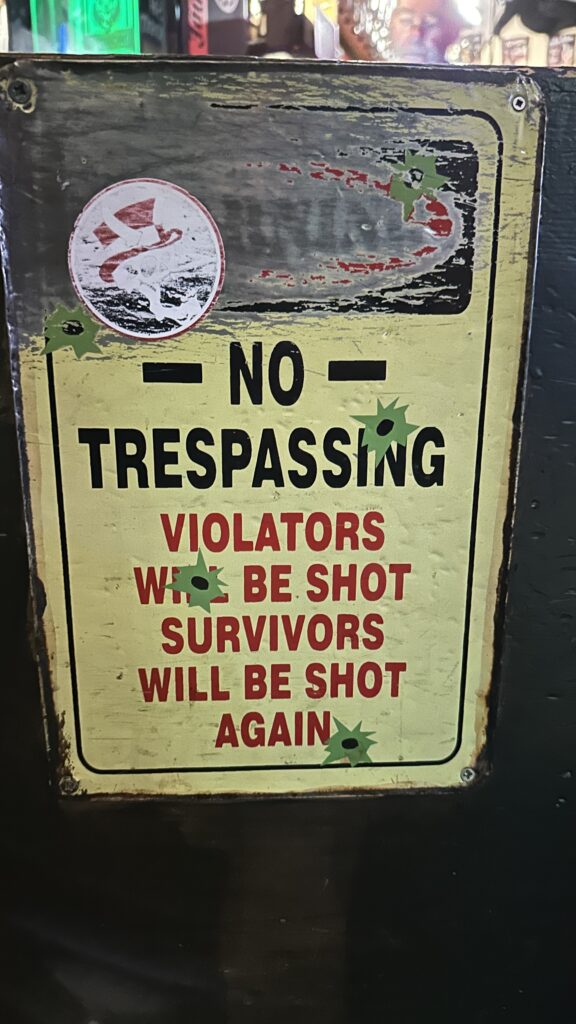 NO
TRESPASSING
VIOLATORS
WILL BE SHOT
SURVIVORS
WILL BE SHOT
AGAIN